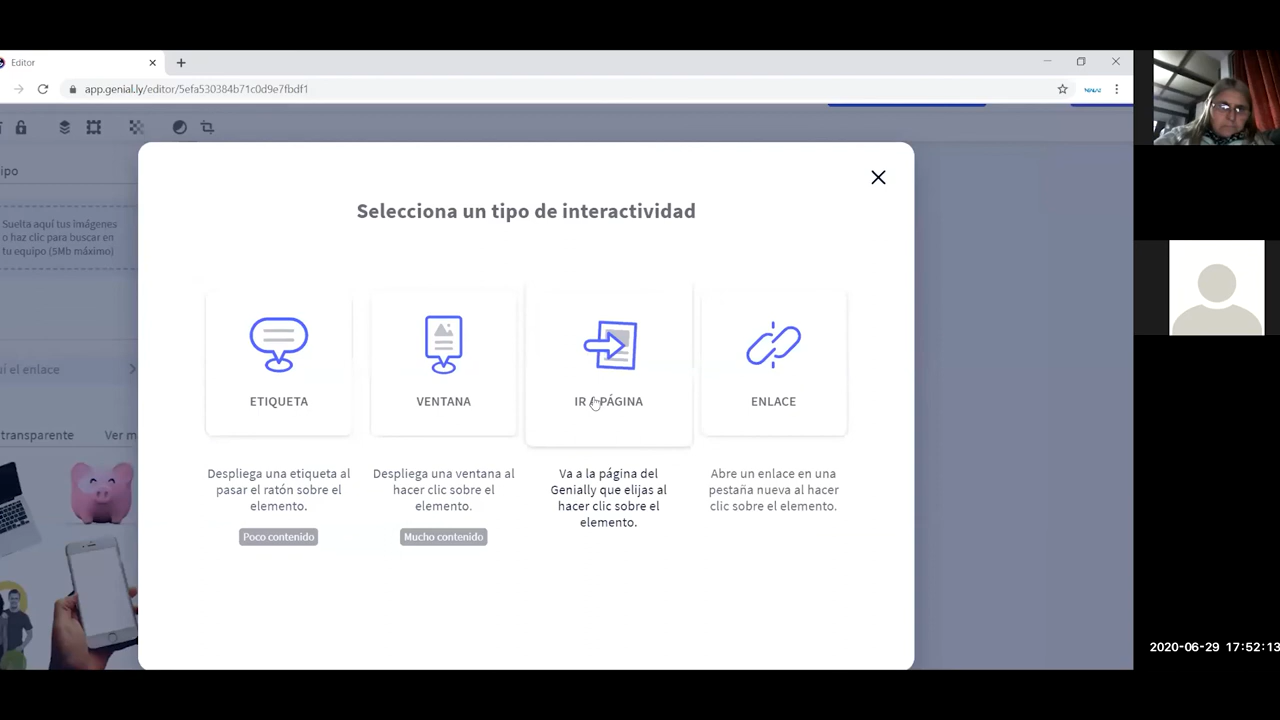 Editor
app.genial.ly/editor/5efa530384b71c0d9e7fbdf1
ipo
Suelta aquí tus imágenes
o haz clic para buscar en
tu equipo (5Mb máximo)
uí el enlace
transparente Ver m
Selecciona un tipo de interactividad
ETIQUETA
VENTANA
IR A PÁGINA
ENLACE
Despliega una etiqueta al
pasar el ratón sobre el
elemento.
Poco contenido
Despliega una ventana al
hacer clic sobre el
elemento.
Mucho contenido
Va a la página del
Genially que elijas al
hacer clic sobre el
elemento.
Abre un enlace en una
pestaña nueva al hacer
clic sobre el elemento.
2020-06-29 17:52:13